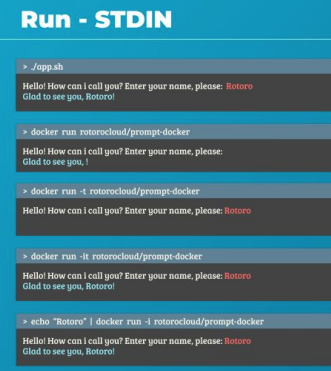 Run - STDIN
> ./app.sh
Hello! How can i call you? Enter your name, please: Rotoro
Glad to see you, Rotoro!
> docker run rotorocloud/prompt-docker
Hello! How can i call you? Enter your name, please:
Glad to see you, !
> docker run -t rotorocloud/prompt-docker
Hello! How can i call you? Enter your name, please: Rotoro
> docker run -it rotorocloud/prompt-docker
Hello! How can i call you? Enter your name, please: Rotoro
Glad to see you, Rotoro!
> echo "Rotoro" | docker run -i rotorocloud/prompt-docker
Hello! How can i call you? Enter your name, please: Rotoro
Glad to see you, Rotoro!